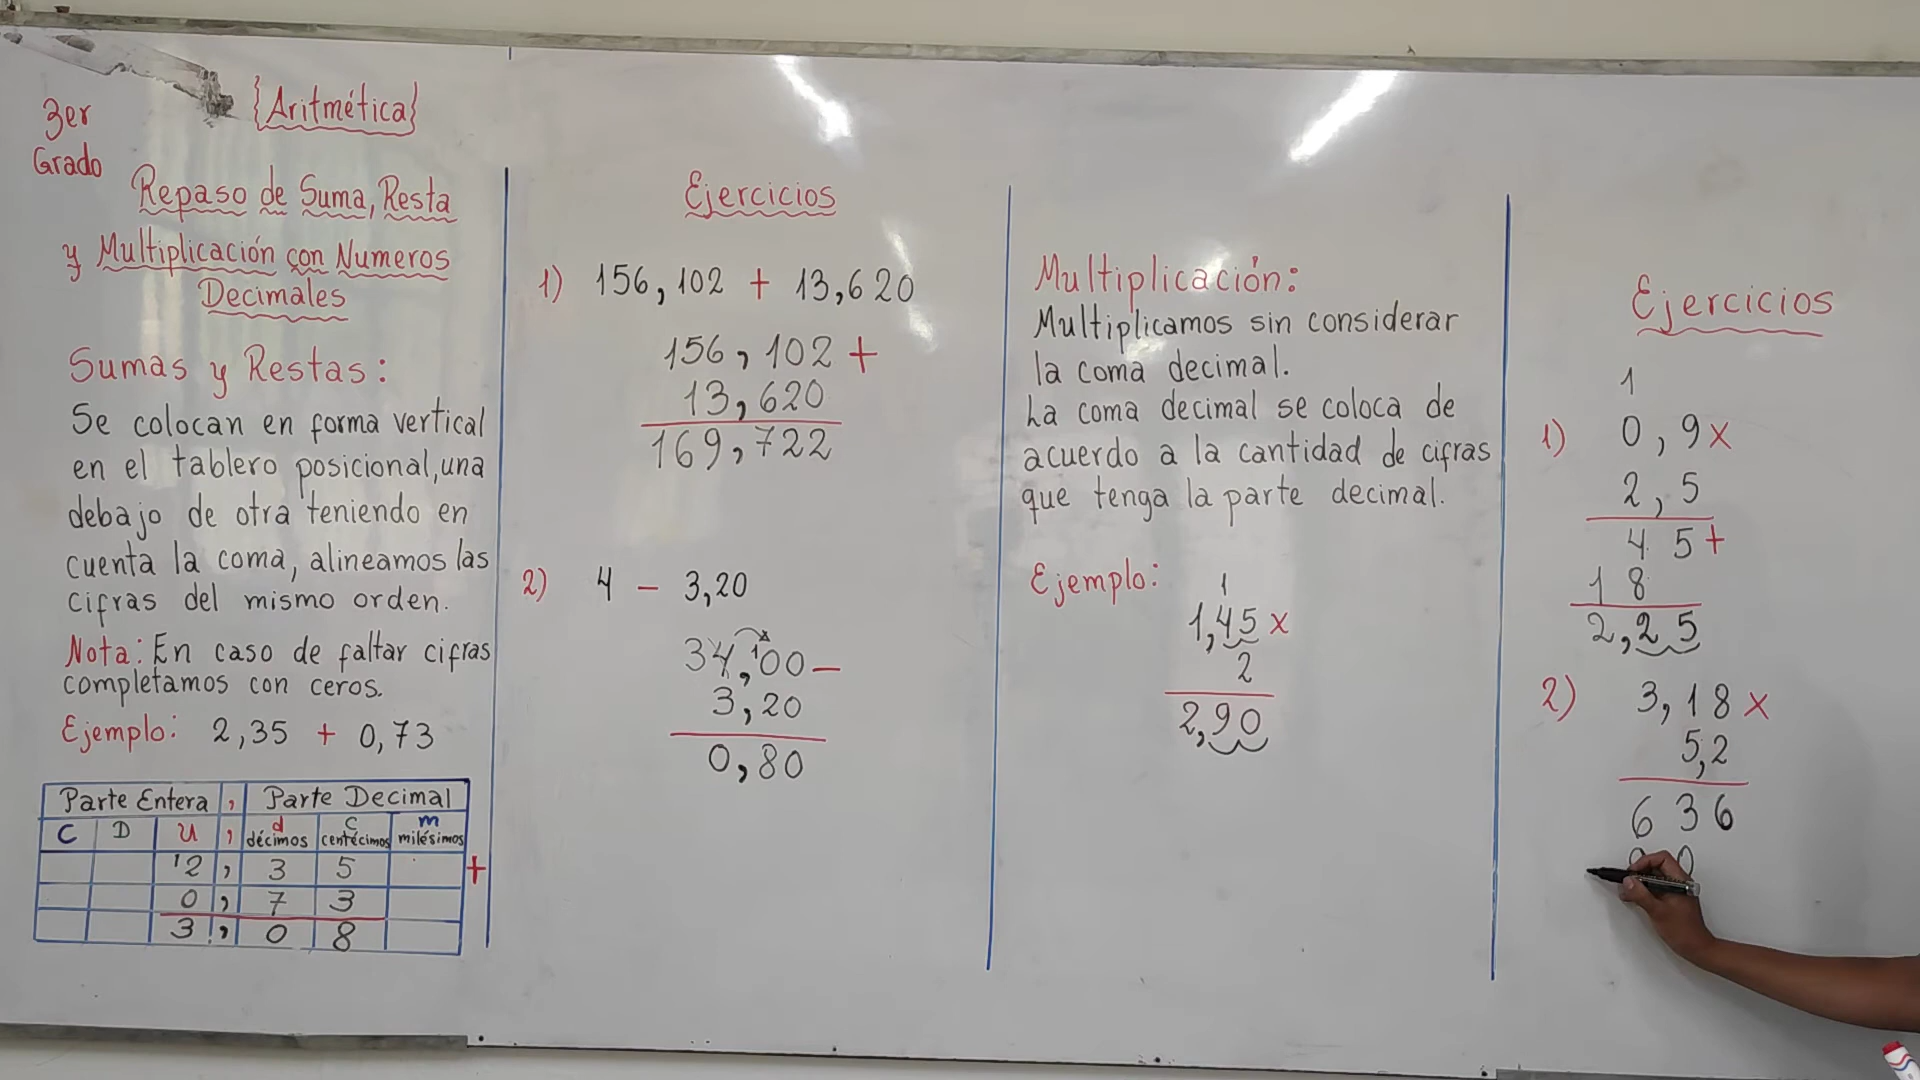 3er
Grado
{Aritmética}
Repaso de Suma, Resta
y Multiplicación con Numeros
Decimales
Sumas y Restas:
Se colocan en forma vertical
en el tablero posicional, una
debajo de otra teniendo en
cuenta la coma, alineamos las
cifras del mismo orden.
Nota: En caso de faltar cifras
completamos con ceros.
Ejemplo: 2,35 + 0,73
Parte Entera , Parte Decimal
C D U , d c m
décimos centécimos milésimos
12 , 3 5 +
0 , 7 3
3 , 0 8
Ejercicios
1) 156,102 + 13,620
156,102 +
13,620
169,722
2) 4 - 3,20
34,100 -
3,20
0,80
Multiplicación:
Multiplicamos sin considerar
la coma decimal.
La coma decimal se coloca de
acuerdo a la cantidad de cifras
que tenga la parte decimal.
Ejemplo:
1
1,45 x
2
2,90
Ejercicios
1
1) 0,9 x
2,5
4 5 +
1 8
2,25
2) 3,18 x
5,2
6 3 6